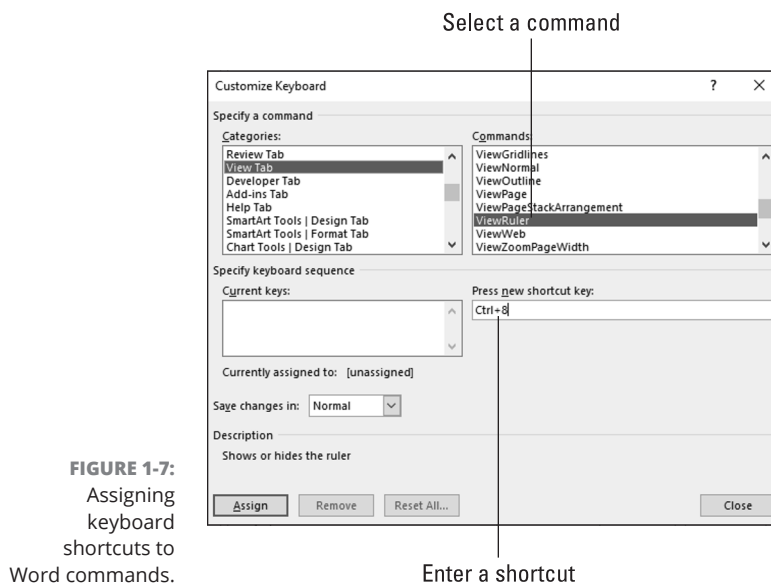 Select a command
Customize Keyboard ?
Specify a command
Categories:
Review Tab
View Tab
Developer Tab
Add-ins Tab
Help Tab
SmartArt Tools | Design Tab
SmartArt Tools | Format Tab
Chart Tools | Design Tab
Commands:
ViewGridlines
ViewNormal
ViewOutline
ViewPage
ViewPageStackArrangement
ViewRuler
ViewWeb
ViewZoomPageWidth
Specify keyboard sequence
Current keys:
Press new shortcut key:
Ctrl+8
Currently assigned to: [unassigned]
Save changes in: Normal
Description
Shows or hides the ruler
Assign Remove Reset All... Close
Enter a shortcut
FIGURE 1-7:
Assigning
keyboard
shortcuts to
Word commands.